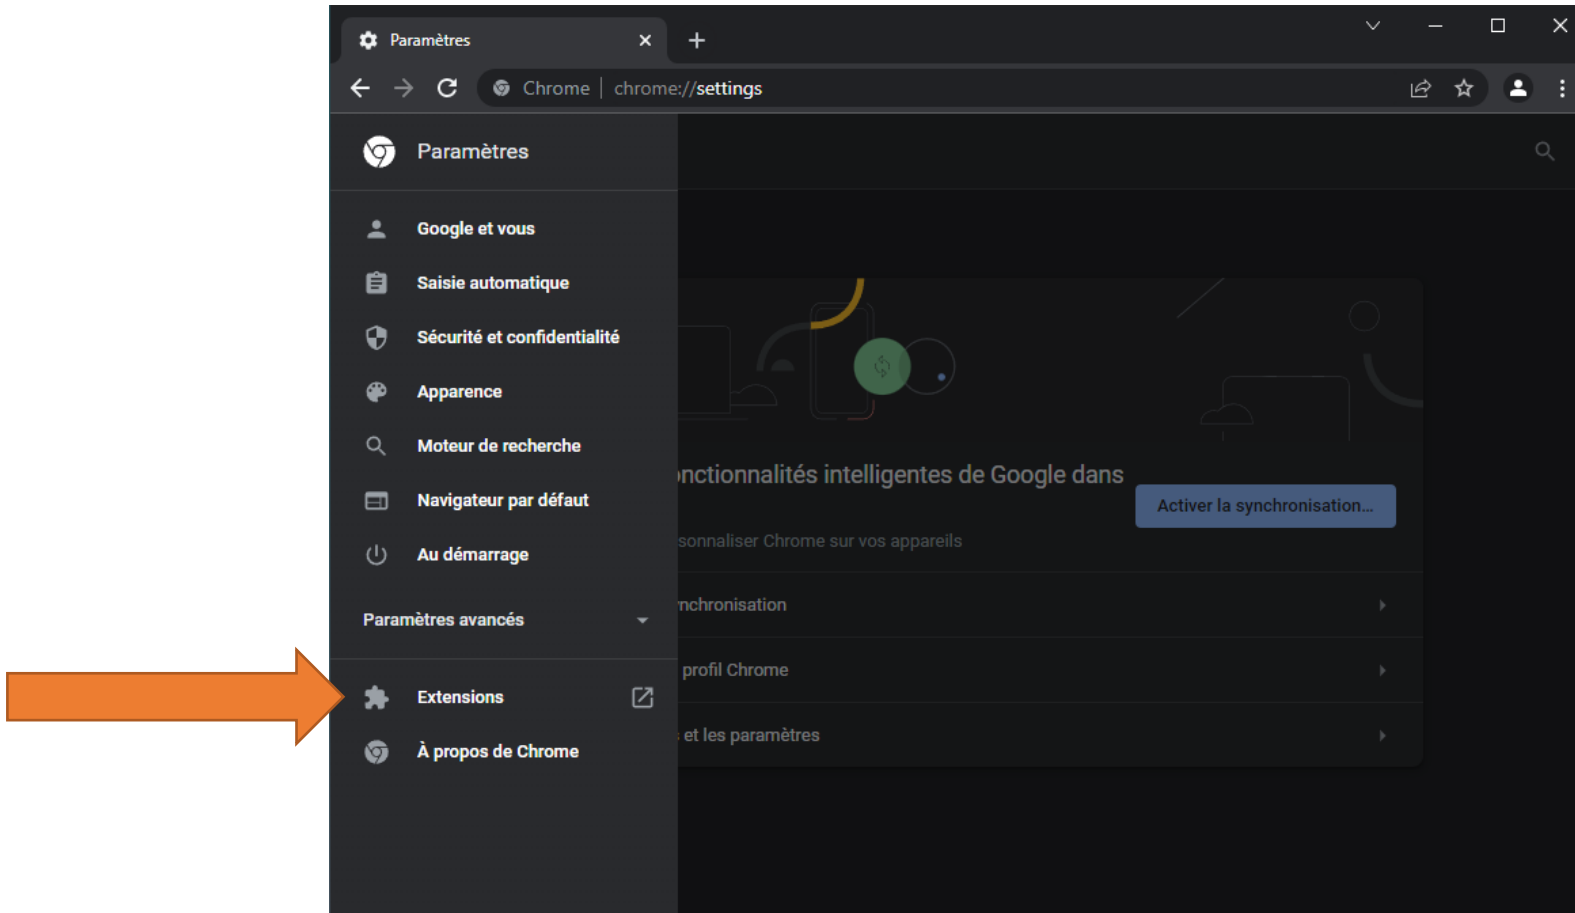 Paramètres
Chrome | chrome://settings
Paramètres
Google et vous
Saisie automatique
Sécurité et confidentialité
Apparence
Moteur de recherche
Navigateur par défaut
Au démarrage
Paramètres avancés
Extensions
À propos de Chrome
nctionnalités intelligentes de Google dans
Activer la synchronisation…
sonnaliser Chrome sur vos appareils
nchronisation
profil Chrome
et les paramètres